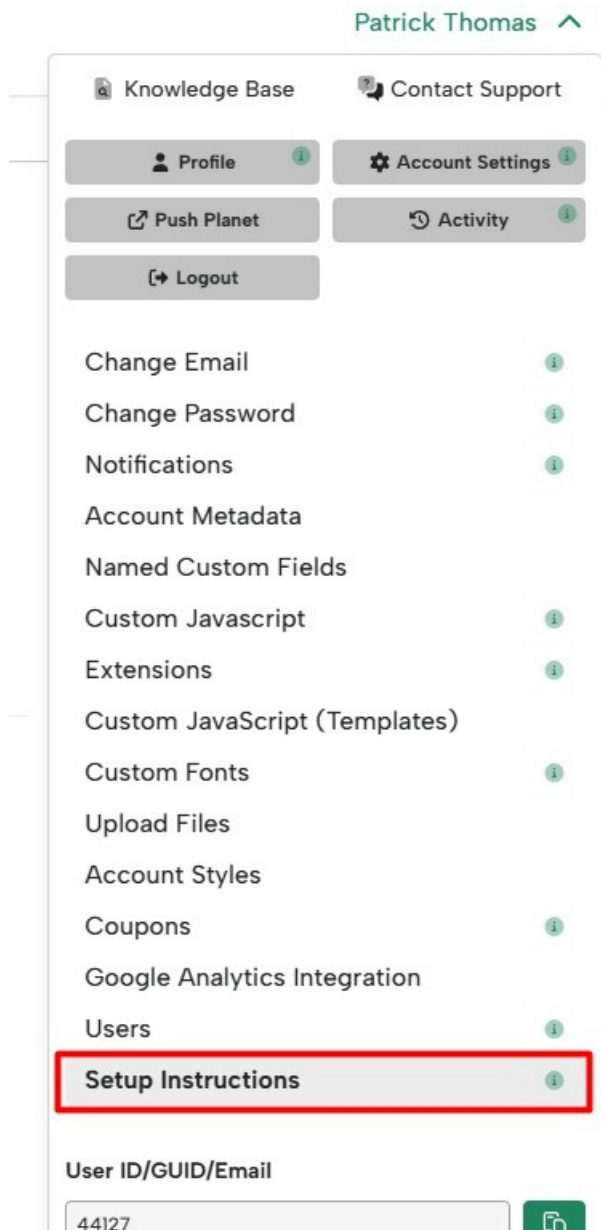 Patrick Thomas
Knowledge Base Contact Support
Profile Account Settings
Push Planet Activity
Logout
Change Email
Change Password
Notifications
Account Metadata
Named Custom Fields
Custom Javascript
Extensions
Custom JavaScript (Templates)
Custom Fonts
Upload Files
Account Styles
Coupons
Google Analytics Integration
Users
Setup Instructions
User ID/GUID/Email
44127